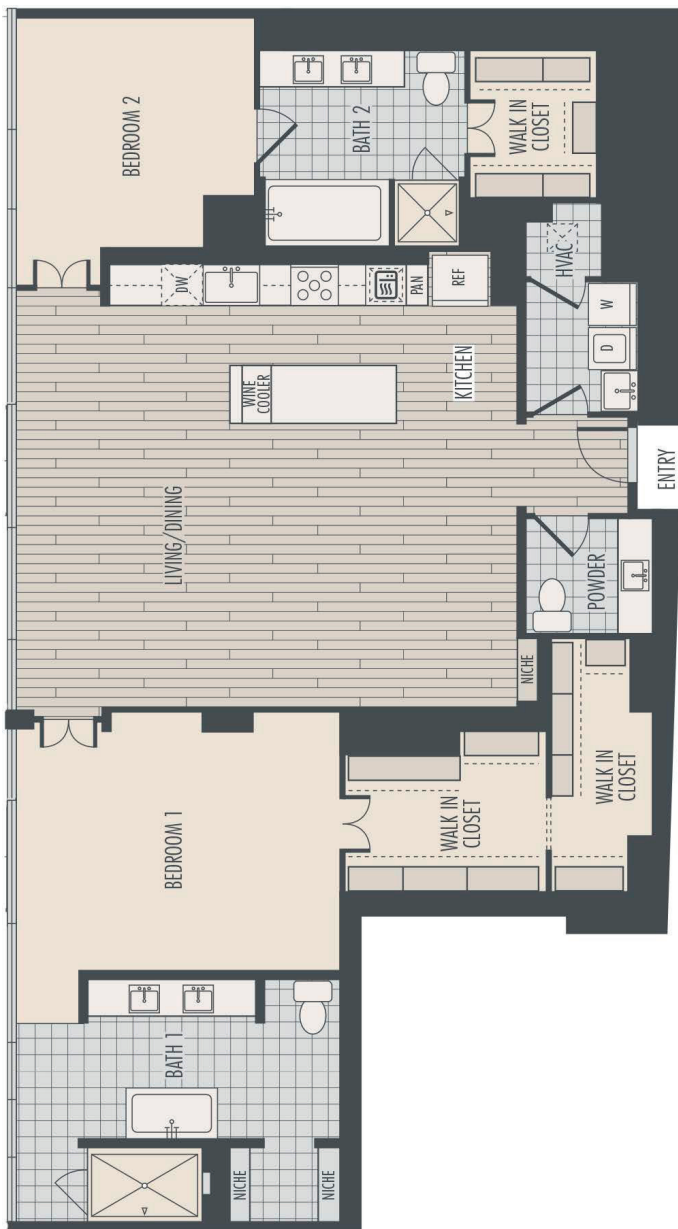 BEDROOM 2
BATH 2
WALK IN
CLOSET
DW
PAN
REF
HVAC
W
D
WINE
COOLER
KITCHEN
LIVING/DINING
ENTRY
POWDER
NICHE
BEDROOM 1
WALK IN
CLOSET
WALK IN
CLOSET
BATH 1
NICHE
NICHE